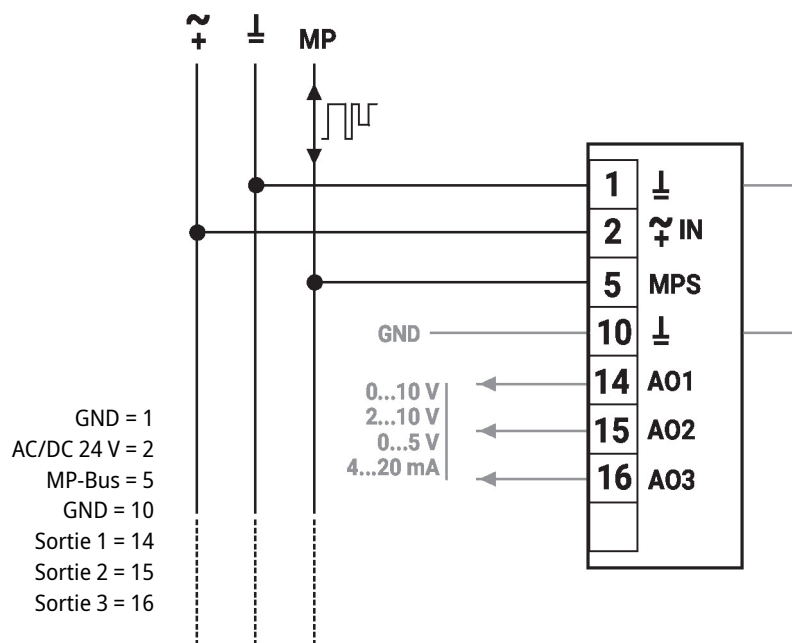 MP
1
2 IN
5 MPS
GND 10
14 AO1
0...10 V
2...10 V
15 AO2
0...5 V
4...20 mA
16 AO3
GND = 1
AC/DC 24 V = 2
MP-Bus = 5
GND = 10
Sortie 1 = 14
Sortie 2 = 15
Sortie 3 = 16